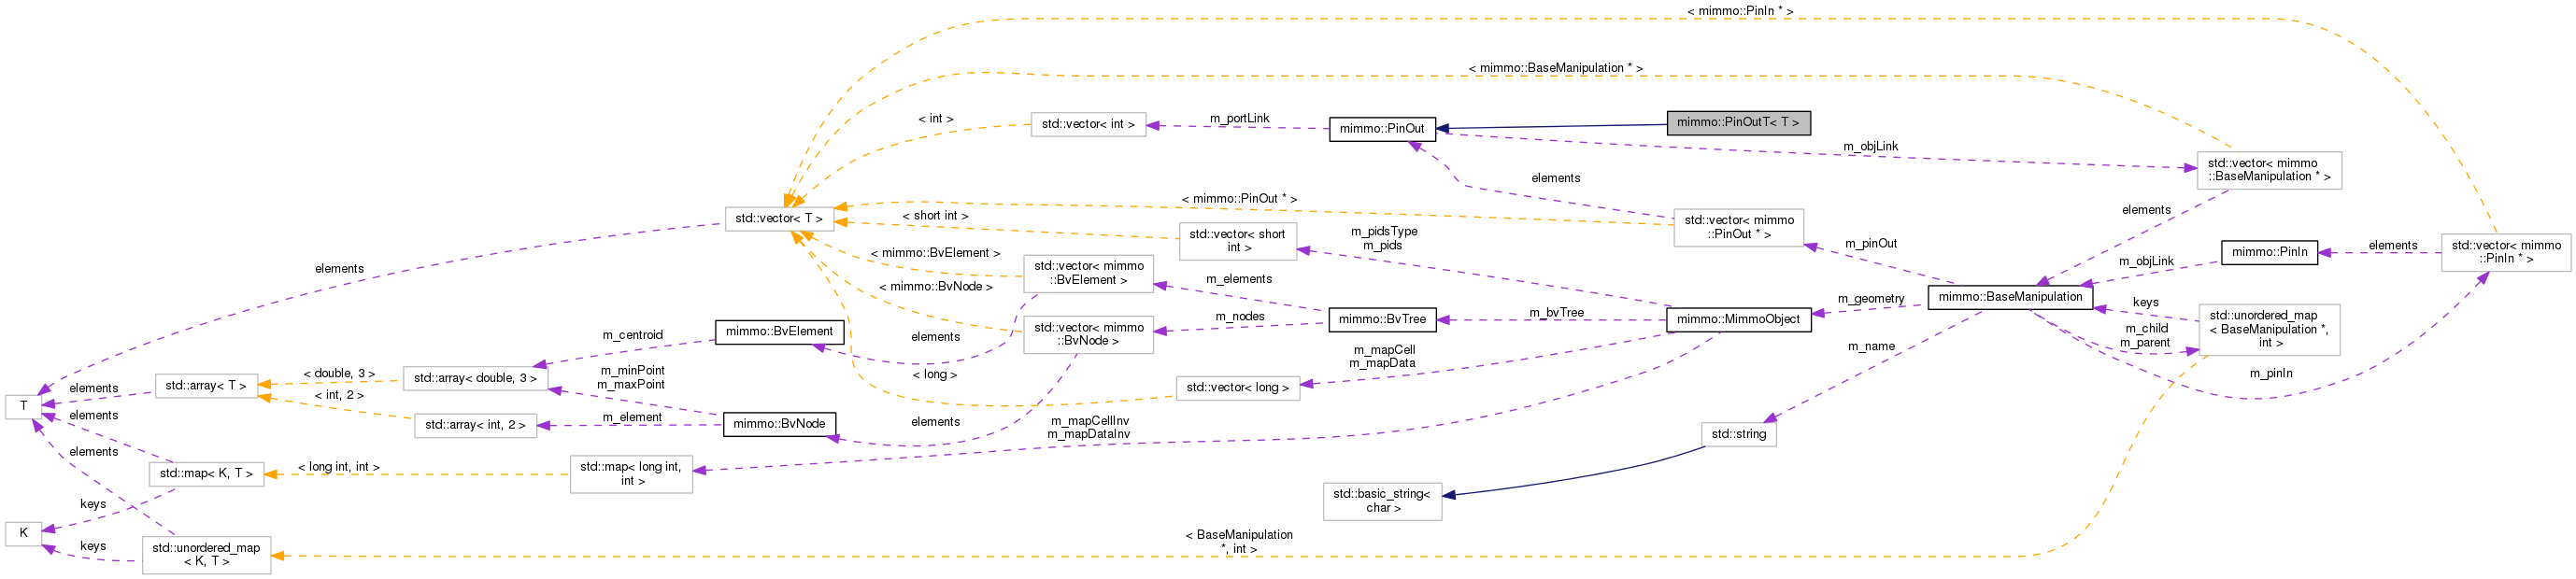 < mimmo::PinIn * >
< mimmo::BaseManipulation * >
< int >
std::vector< int >
m_portLink
mimmo::PinOut
mimmo::PinOutT< T >
m_objLink
std::vector< mimmo
::BaseManipulation * >
elements
elements
std::vector< T >
< mimmo::PinOut * >
std::vector< mimmo
::PinOut * >
< short int >
std::vector< short
int >
m_pidsType
m_pids
m_pinOut
mimmo::PinIn
elements
std::vector< mimmo
::PinIn * >
m_objLink
elements
< mimmo::BvElement >
std::vector< mimmo
::BvElement >
m_elements
< mimmo::BvNode >
mimmo::BaseManipulation
m_geometry
keys
std::unordered_map
< BaseManipulation *,
int >
m_child
m_parent
mimmo::BvElement
m_centroid
elements
std::vector< mimmo
::BvNode >
m_nodes
mimmo::BvTree
m_bvTree
mimmo::MimmoObject
m_name
m_pinIn
m_mapCell
m_mapData
std::vector< long >
< long >
m_minPoint
m_maxPoint
std::array< double, 3 >
< double, 3 >
std::array< T >
elements
< int, 2 >
T
elements
std::array< int, 2 >
m_element
mimmo::BvNode
elements
m_mapCellInv
m_mapDataInv
std::string
elements
std::map< K, T >
< long int, int >
std::map< long int,
int >
std::basic_string<
char >
keys
K
keys
std::unordered_map
< K, T >
< BaseManipulation
*, int >